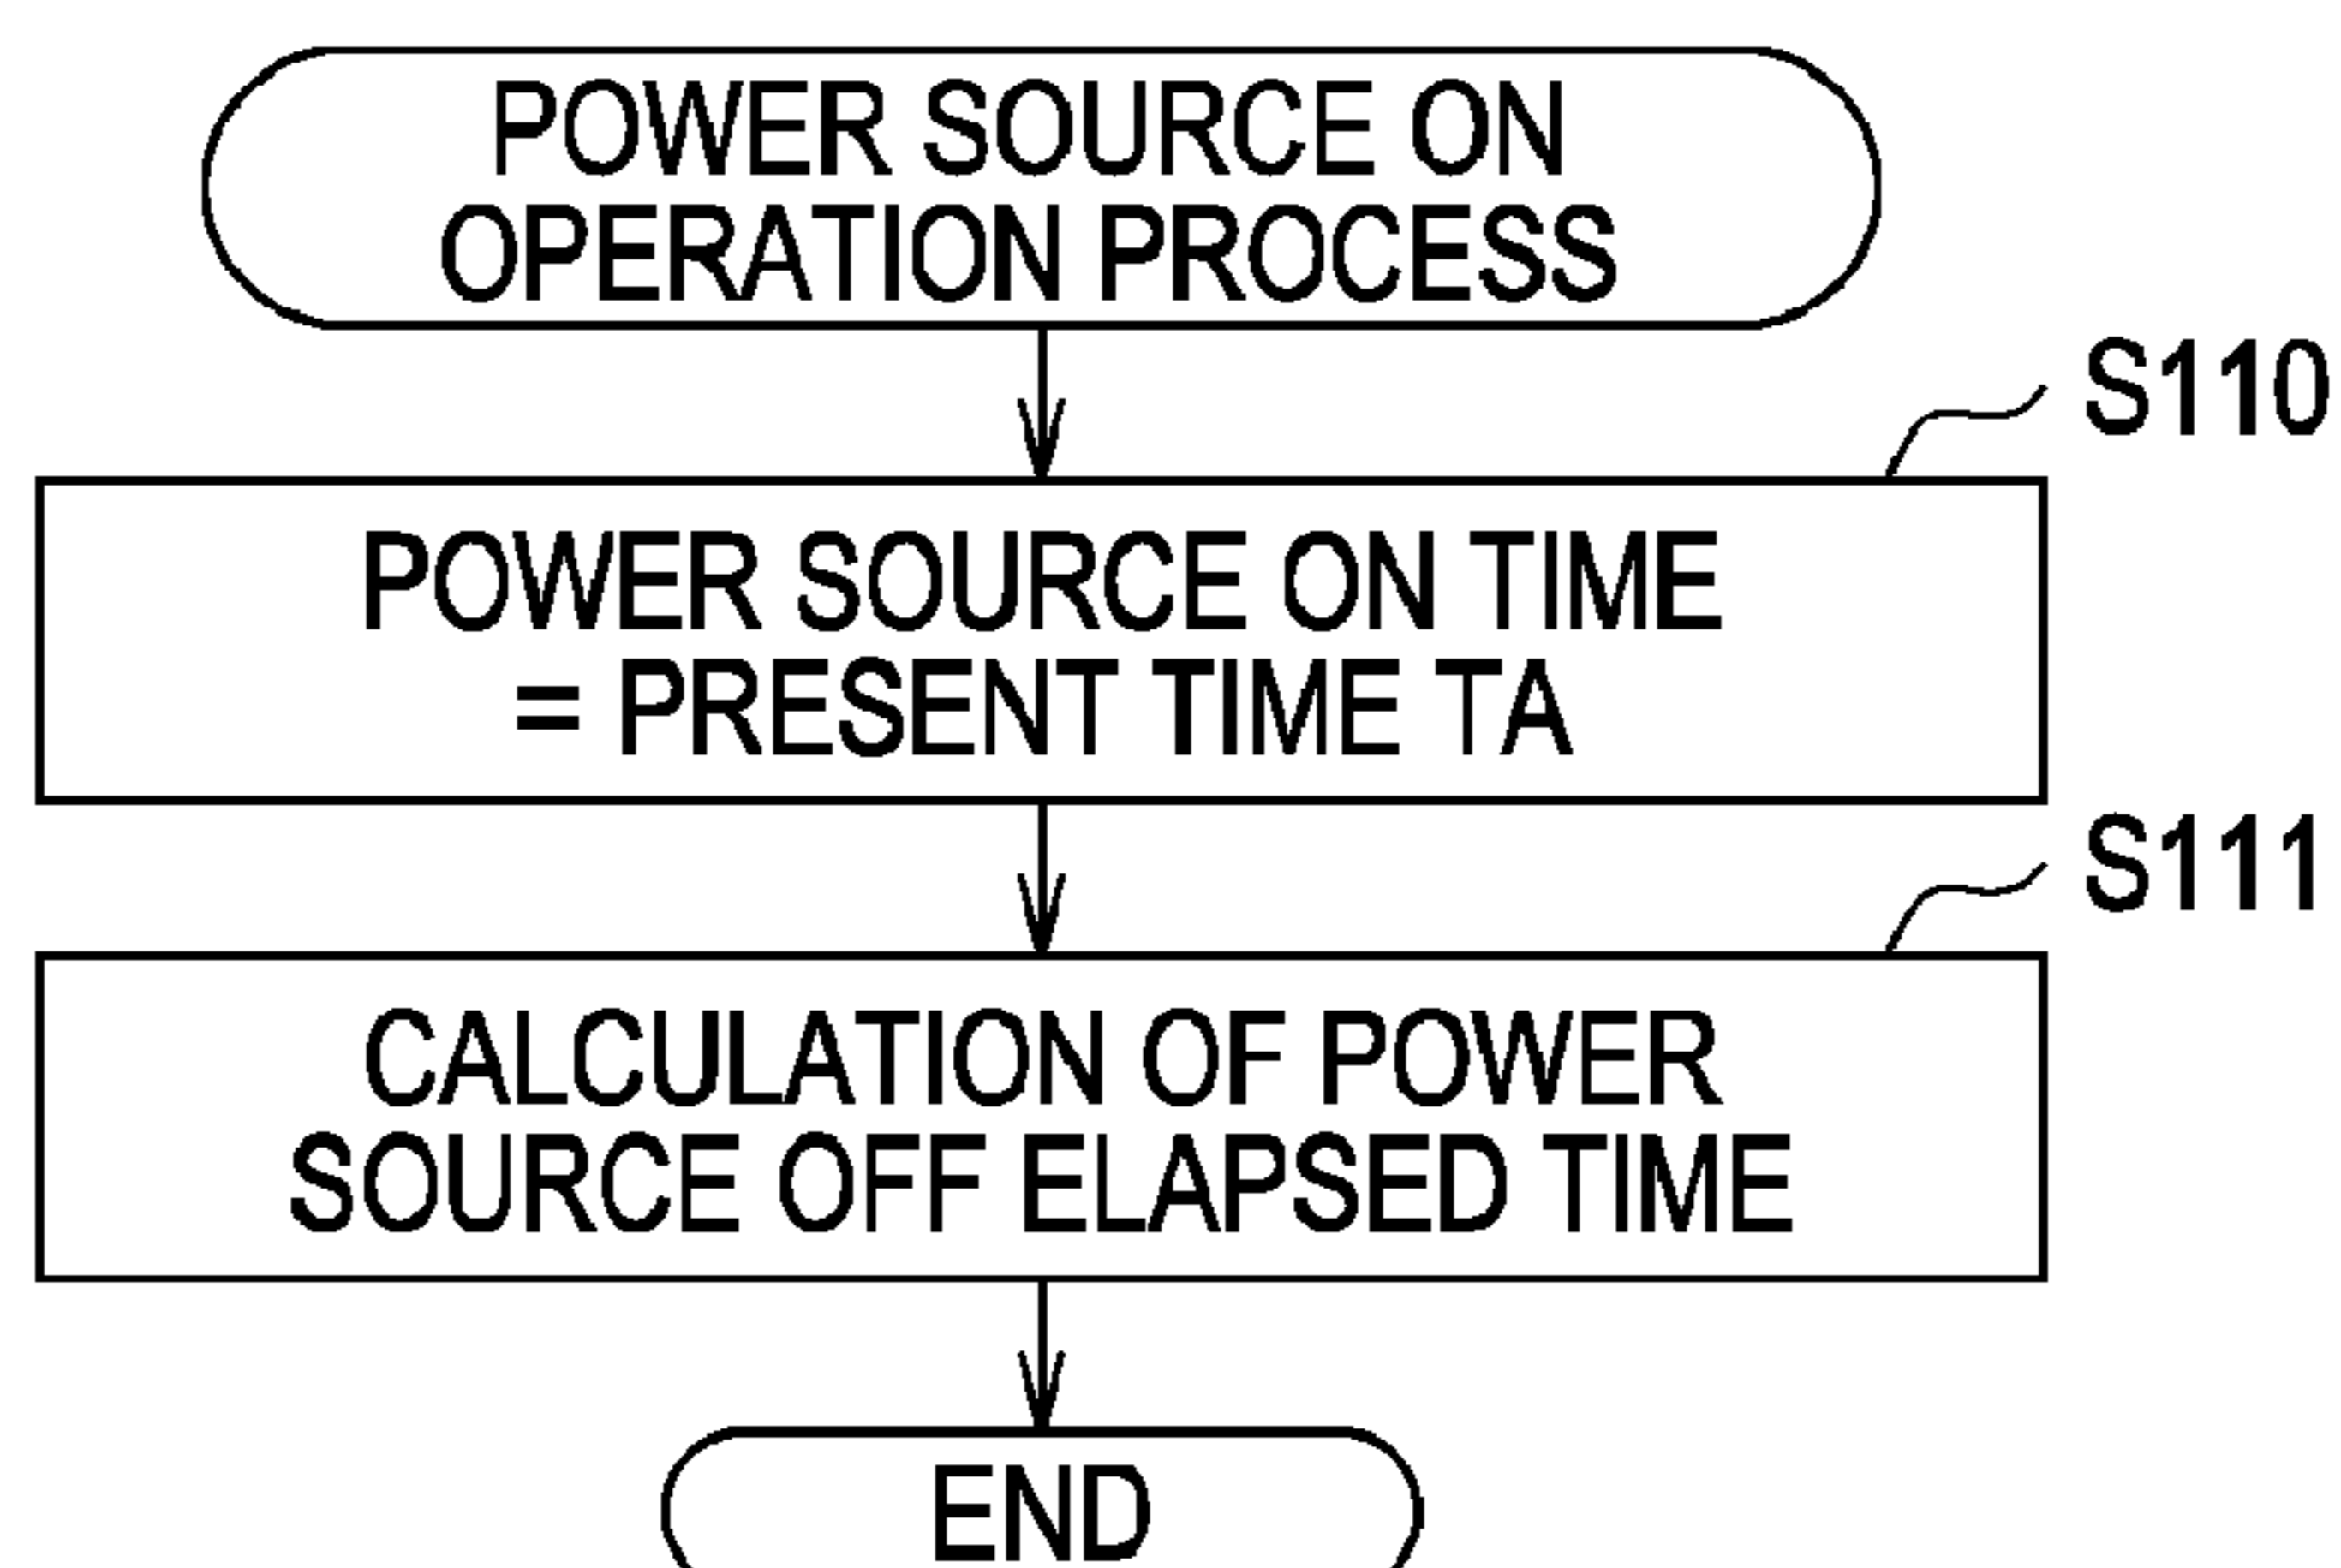 POWER SOURCE ON
OPERATION PROCESS
S110
POWER SOURCE ON TIME
= PRESENT TIME TA
S111
CALCULATION OF POWER
SOURCE OFF ELAPSED TIME
END